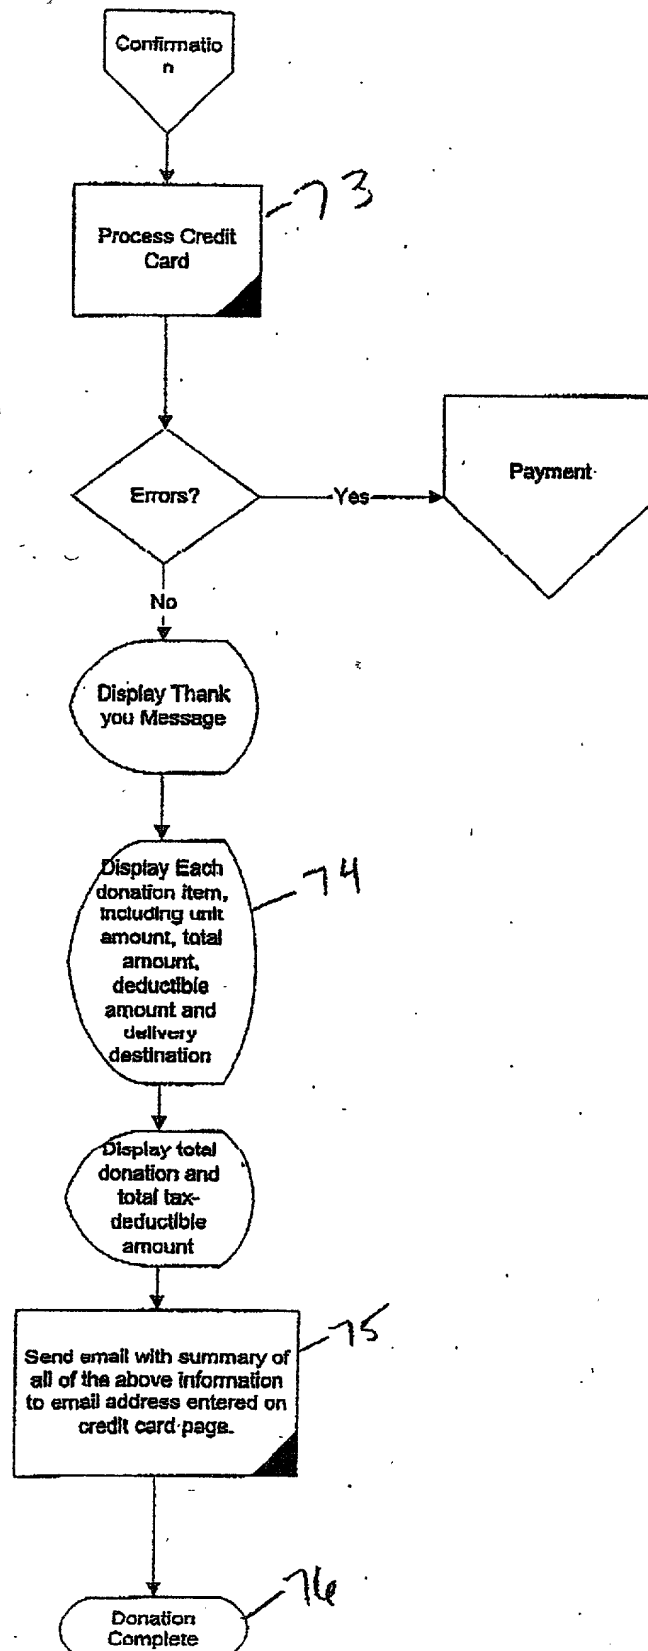 Confirmatio
n
73
Process Credit
Card
Errors?
Yes
Payment
No
Display Thank
you Message
Display Each
donation item,
including unit
amount, total
amount,
deductible
amount and
delivery
destination
74
Display total
donation and
total tax-
deductible
amount
75
Send email with summary of
all of the above information
to email address entered on
credit card page.
76
Donation
Complete